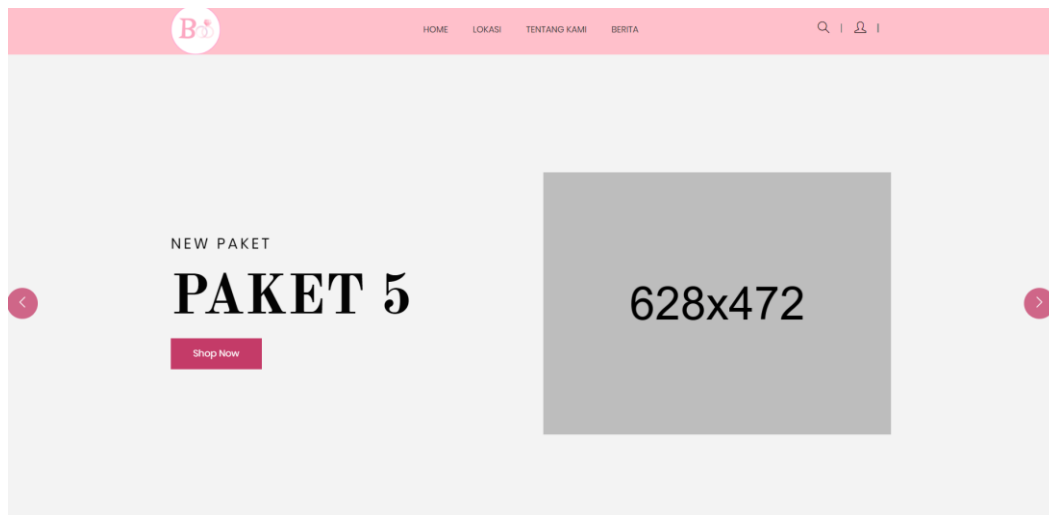 B
HOME LOKASI TENTANG KAMI BERITA
NEW PAKET
PAKET 5
Shop Now
628x472